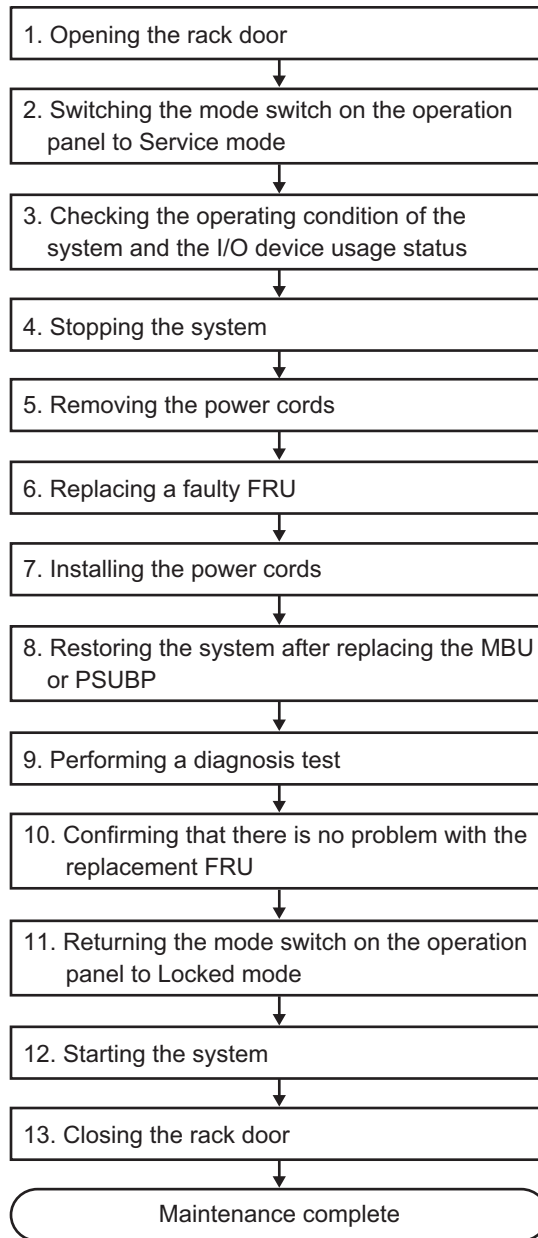 1. Opening the rack door
2. Switching the mode switch on the operation
panel to Service mode
3. Checking the operating condition of the
system and the I/O device usage status
4. Stopping the system
5. Removing the power cords
6. Replacing a faulty FRU
7. Installing the power cords
8. Restoring the system after replacing the MBU
or PSUBP
9. Performing a diagnosis test
10. Confirming that there is no problem with the
replacement FRU
11. Returning the mode switch on the operation
panel to Locked mode
12. Starting the system
13. Closing the rack door
Maintenance complete